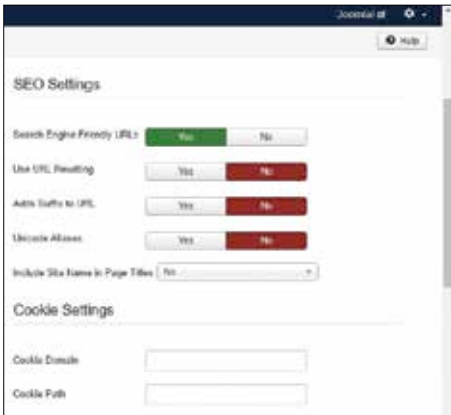 Joomla!
Help
SEO Settings
Search Engine Friendly URLs Yes No
Use URL Rewriting Yes No
Adds Suffix to URL Yes No
Unicode Aliases Yes No
Include Site Name in Page Titles No
Cookie Settings
Cookie Domain
Cookie Path